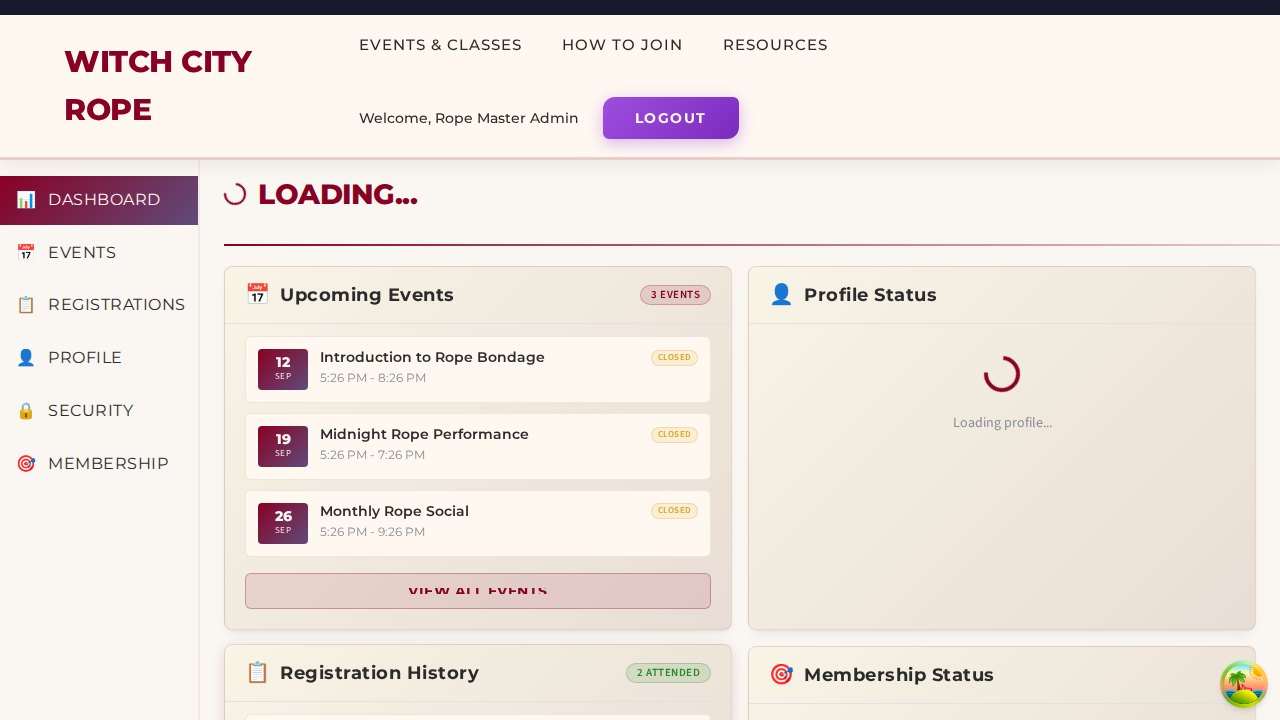 WITCH CITY
ROPE
EVENTS & CLASSES
HOW TO JOIN
RESOURCES
Welcome, Rope Master Admin
LOGOUT
DASHBOARD
EVENTS
REGISTRATIONS
PROFILE
SECURITY
MEMBERSHIP
LOADING...
Upcoming Events
3 EVENTS
12
SEP
Introduction to Rope Bondage
5:26 PM - 8:26 PM
CLOSED
19
SEP
Midnight Rope Performance
5:26 PM - 7:26 PM
CLOSED
26
SEP
Monthly Rope Social
5:26 PM - 9:26 PM
CLOSED
VIEW ALL EVENTS
Profile Status
Loading profile...
Registration History
2 ATTENDED
Membership Status